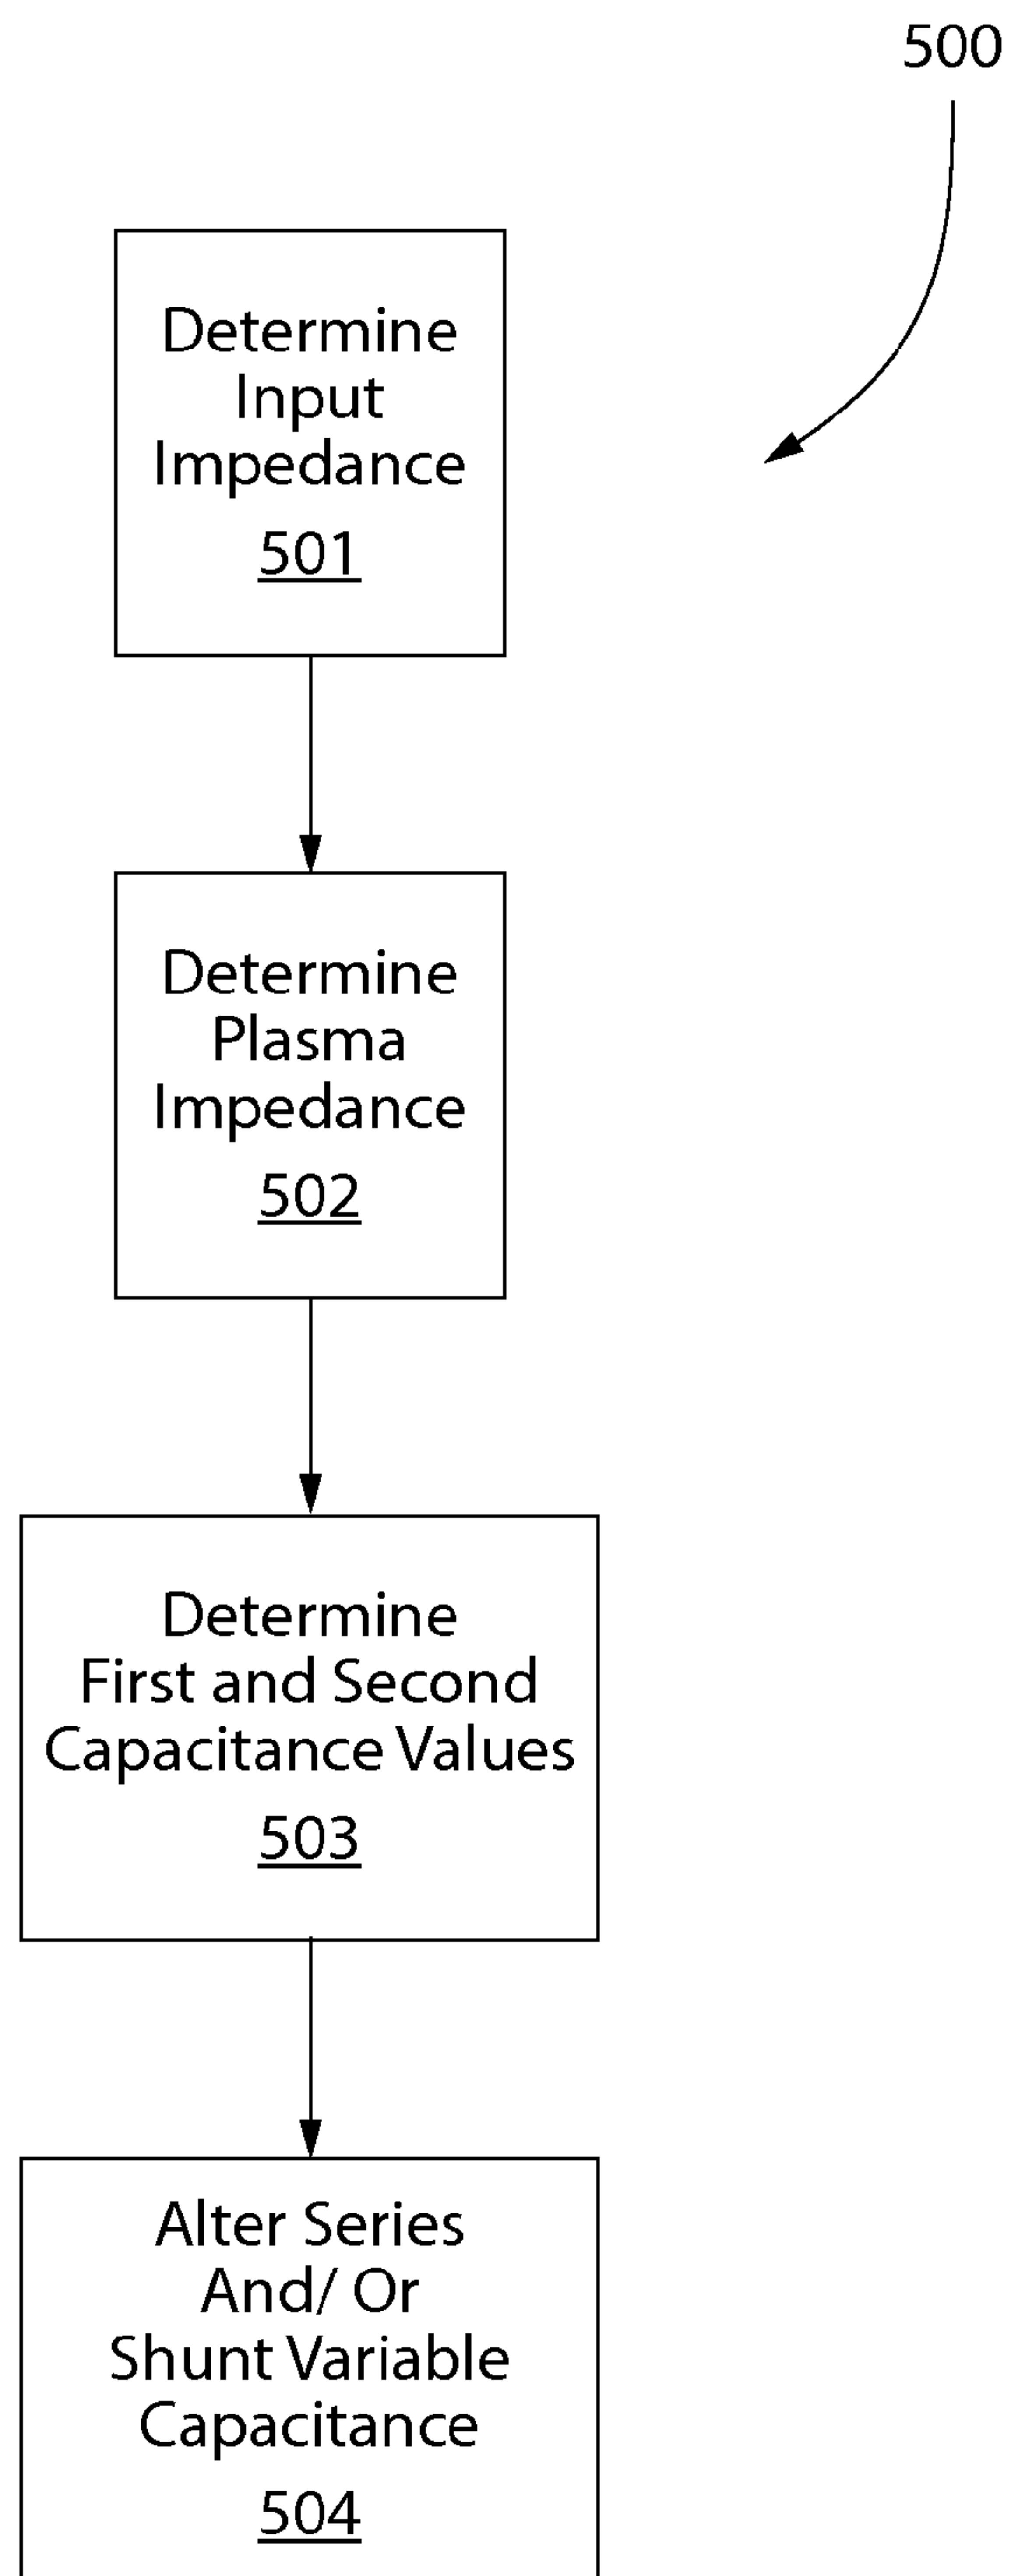 500
Determine
Input
Impedance
501
Determine
Plasma
Impedance
502
Determine
First and Second
Capacitance Values
503
Alter Series
And/ Or
Shunt Variable
Capacitance
504